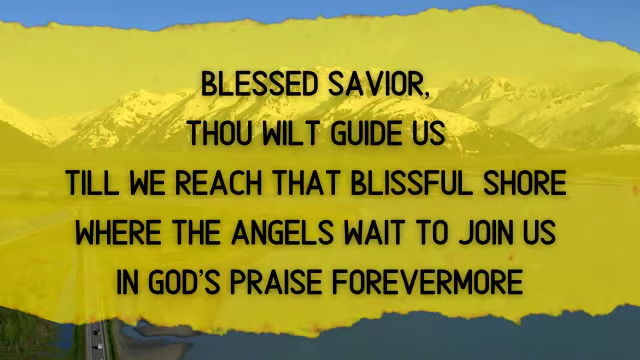 BLESSED SAVIOR,
THOU WILT GUIDE US
TILL WE REACH THAT BLISSFUL SHORE
WHERE THE ANGELS WAIT TO JOIN US
IN GOD'S PRAISE FOREVERMORE